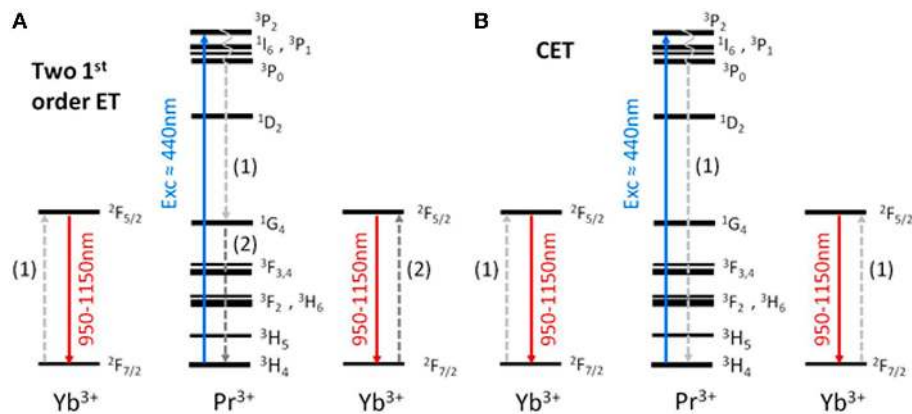 A
Two 1st
order ET
Exc ≈ 440nm
3P2
1I6 , 3P1
3P0
1D2
(1)
1G4
(2)
3F3,4
3F2 , 3H6
3H5
3H4
2F5/2
(1)
950-1150nm
2F7/2
Yb3+
Pr3+
2F5/2
950-1150nm
(2)
2F7/2
Yb3+
B
CET
Exc ≈ 440nm
3P2
1I6 , 3P1
3P0
1D2
(1)
1G4
3F3,4
3F2 , 3H6
3H5
3H4
2F5/2
(1)
950-1150nm
2F7/2
Yb3+
Pr3+
2F5/2
950-1150nm
(1)
2F7/2
Yb3+